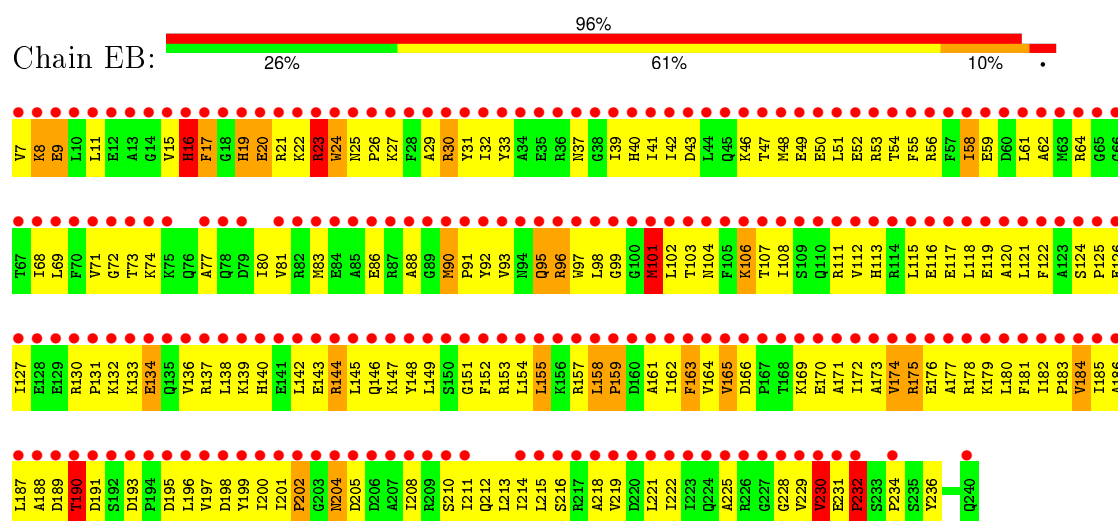 96%
Chain EB:
26% 61% 10% •
V7 K8 E9 L10 L11 E12 A13 G14 V15 H16 F17 G18 H19 E20 R21 K22 R23 W24 N25 P26 K27 F28 A29 R30 Y31 I32 Y33 A34 E35 R36 N37 G38 I39 H40 I41 I42 D43 L44 Q45 K46 T47 M48 E49 E50 L51 E52 R53 T54 F55 R56 F57 I58 E59 D60 L61 A62 M63 R64 G65 G66
T67 I68 L69 F70 V71 G72 T73 K74 K75 Q76 A77 Q78 D79 I80 V81 R82 M83 E84 A85 E86 R87 A88 G89 M90 P91 Y92 V93 N94 Q95 R96 W97 L98 G99 G100 M101 L102 T103 N104 F105 K106 T107 I108 S109 Q110 R111 V112 H113 R114 L115 E116 E117 L118 E119 A120 L121 F122 A123 S124 P125 E126
I127 E128 E129 R130 P131 K132 K133 E134 Q135 V136 R137 L138 K139 H140 E141 L142 E143 R144 L145 Q146 K147 Y148 L149 S150 G151 F152 R153 L154 L155 K156 R157 L158 P159 D160 A161 I162 F163 V164 V165 D166 P167 T168 K169 E170 A171 I172 A173 V174 R175 E176 A177 R178 K179 L180 F181 I182 P183 V184 I185 A186
L187 A188 D189 T190 D191 S192 D193 P194 D195 L196 V197 D198 Y199 I200 I201 P202 G203 N204 D205 D206 A207 I208 R209 S210 I211 Q212 L213 I214 L215 S216 R217 A218 V219 D220 L221 I222 I223 Q224 A225 R226 G227 G228 V229 V230 E231 P232 S233 P234 S235 Y236 Q240